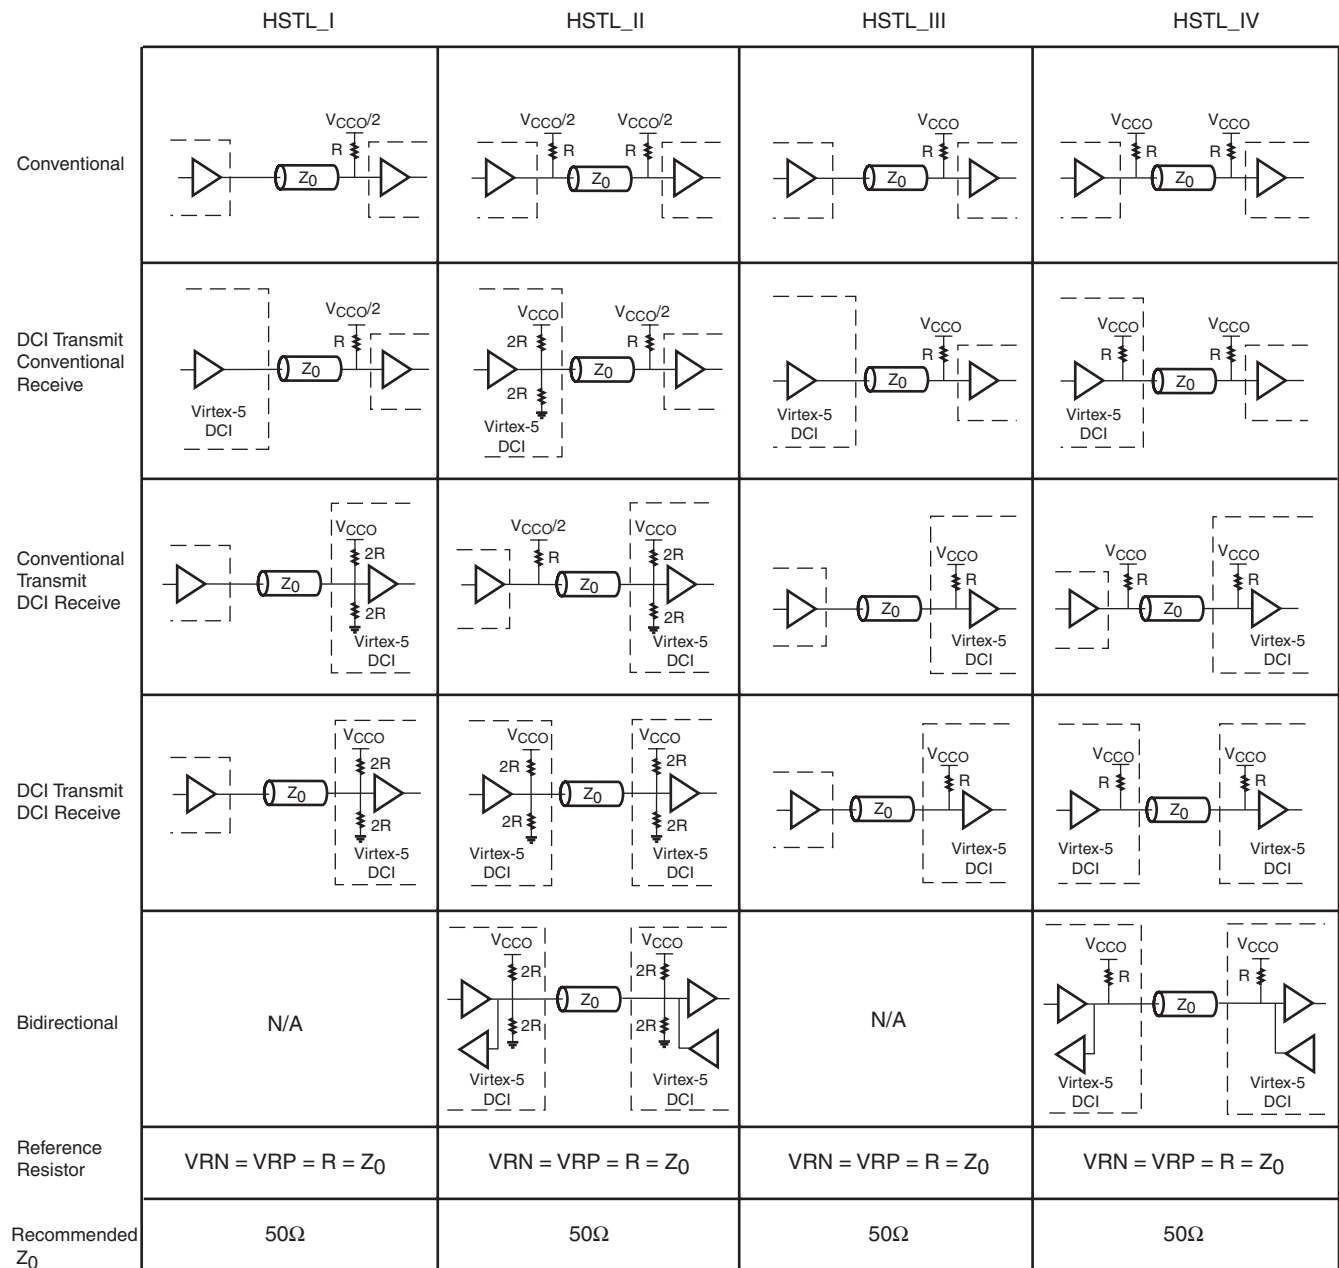 HSTL_I HSTL_II HSTL_III HSTL_IV
Conventional
VCCO/2
R
Z0
VCCO/2 VCCO/2
R R
Z0
VCCO
R
Z0
VCCO VCCO
R R
Z0
DCI Transmit
Conventional
Receive
VCCO/2
R
Z0
Virtex-5
DCI
VCCO VCCO/2
2R R
Z0
2R
Virtex-5
DCI
VCCO
R
Z0
Virtex-5
DCI
VCCO VCCO
R R
Z0
Virtex-5
DCI
Conventional
Transmit
DCI Receive
VCCO
2R
Z0
2R
Virtex-5
DCI
VCCO/2 VCCO
R 2R
Z0
2R
Virtex-5
DCI
VCCO
R
Z0
Virtex-5
DCI
VCCO VCCO
R R
Z0
Virtex-5
DCI
DCI Transmit
DCI Receive
VCCO
2R
Z0
2R
Virtex-5
DCI
VCCO VCCO
2R 2R
Z0
2R 2R
Virtex-5 Virtex-5
DCI DCI
VCCO
R
Z0
Virtex-5
DCI
VCCO VCCO
R R
Z0
Virtex-5 Virtex-5
DCI DCI
Bidirectional
N/A
VCCO VCCO
2R 2R
Z0
2R 2R
Virtex-5 Virtex-5
DCI DCI
N/A
VCCO VCCO
R R
Z0
Virtex-5 Virtex-5
DCI DCI
Reference
Resistor
VRN = VRP = R = Z0 VRN = VRP = R = Z0 VRN = VRP = R = Z0 VRN = VRP = R = Z0
Recommended
Z0
50Ω 50Ω 50Ω 50Ω